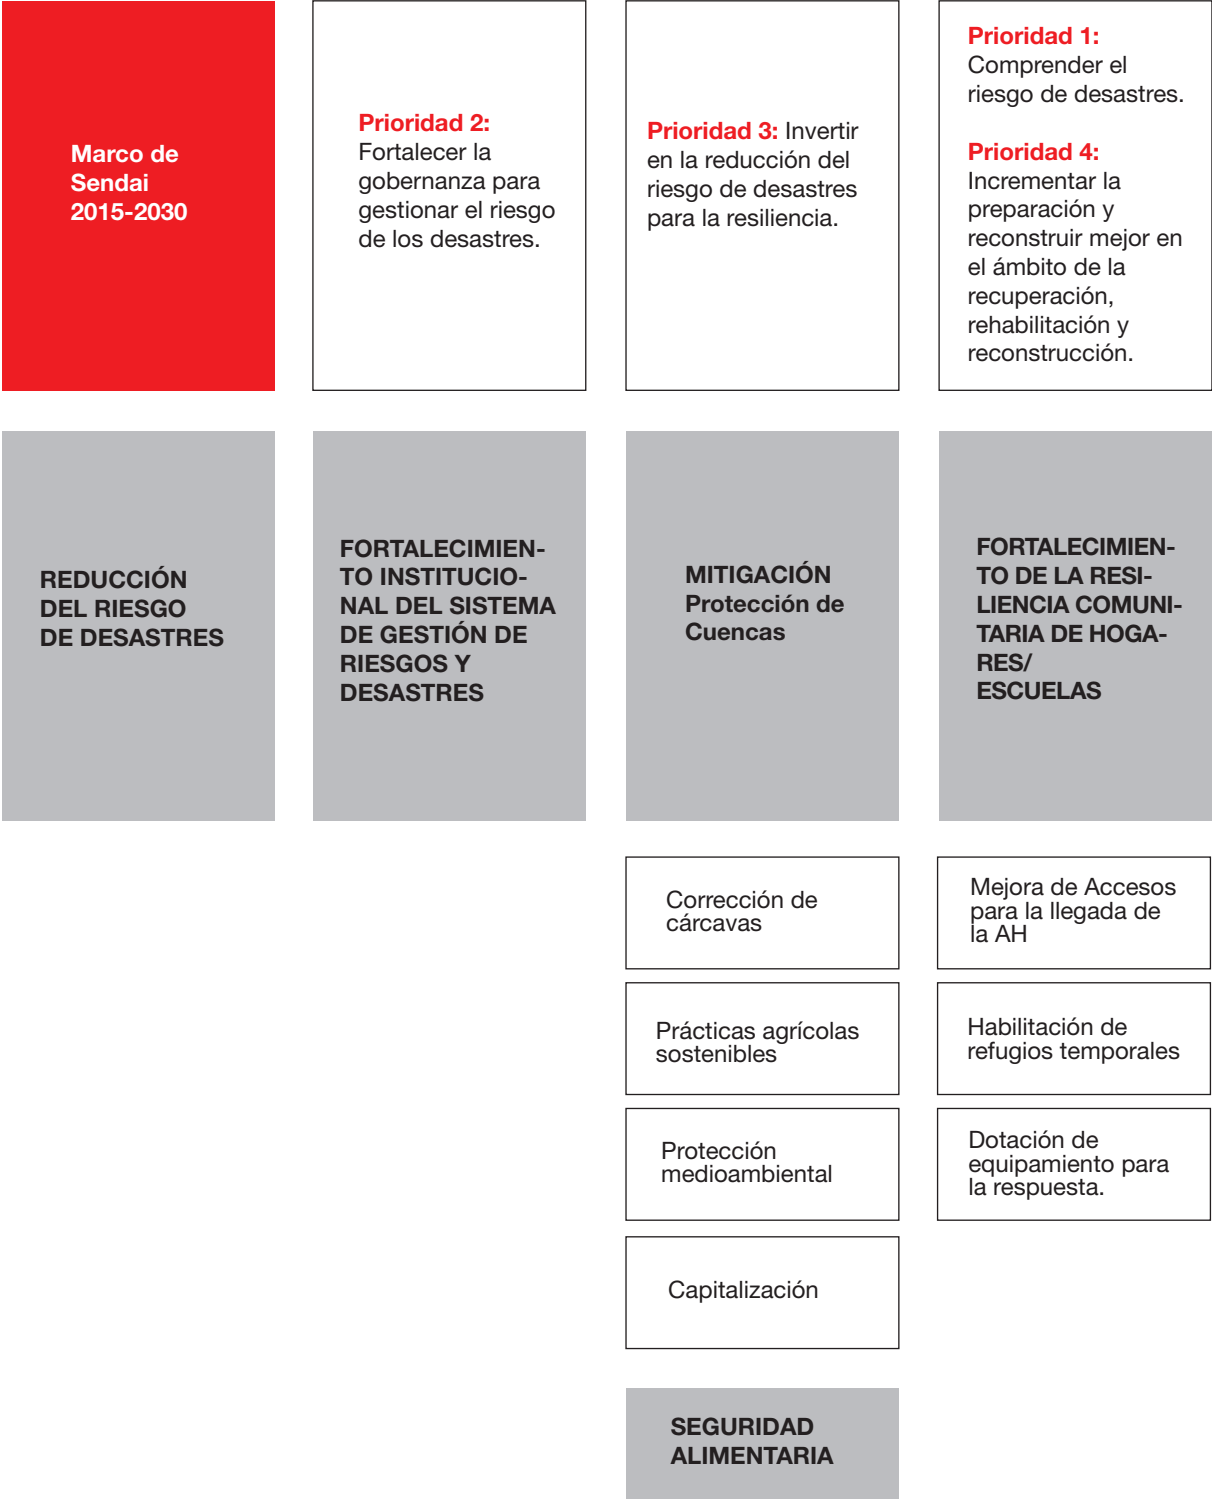 Marco de
Sendai
2015-2030
Prioridad 2:
Fortalecer la
gobernanza para
gestionar el riesgo
de los desastres.
Prioridad 3: Invertir
en la reducción del
riesgo de desastres
para la resiliencia.
Prioridad 1:
Comprender el
riesgo de desastres.
Prioridad 4:
Incrementar la
preparación y
reconstruir mejor en
el ámbito de la
recuperación,
rehabilitación y
reconstrucción.
REDUCCIÓN
DEL RIESGO
DE DESASTRES
FORTALECIMIEN-
TO INSTITUCIO-
NAL DEL SISTEMA
DE GESTIÓN DE
RIESGOS Y
DESASTRES
MITIGACIÓN
Protección de
Cuencas
FORTALECIMIEN-
TO DE LA RESI-
LIENCIA COMUNI-
TARIA DE HOGA-
RES/
ESCUELAS
Corrección de
cárcavas
Mejora de Accesos
para la llegada de
la AH
Prácticas agrícolas
sostenibles
Habilitación de
refugios temporales
Protección
medioambiental
Dotación de
equipamiento para
la respuesta.
Capitalización
SEGURIDAD
ALIMENTARIA